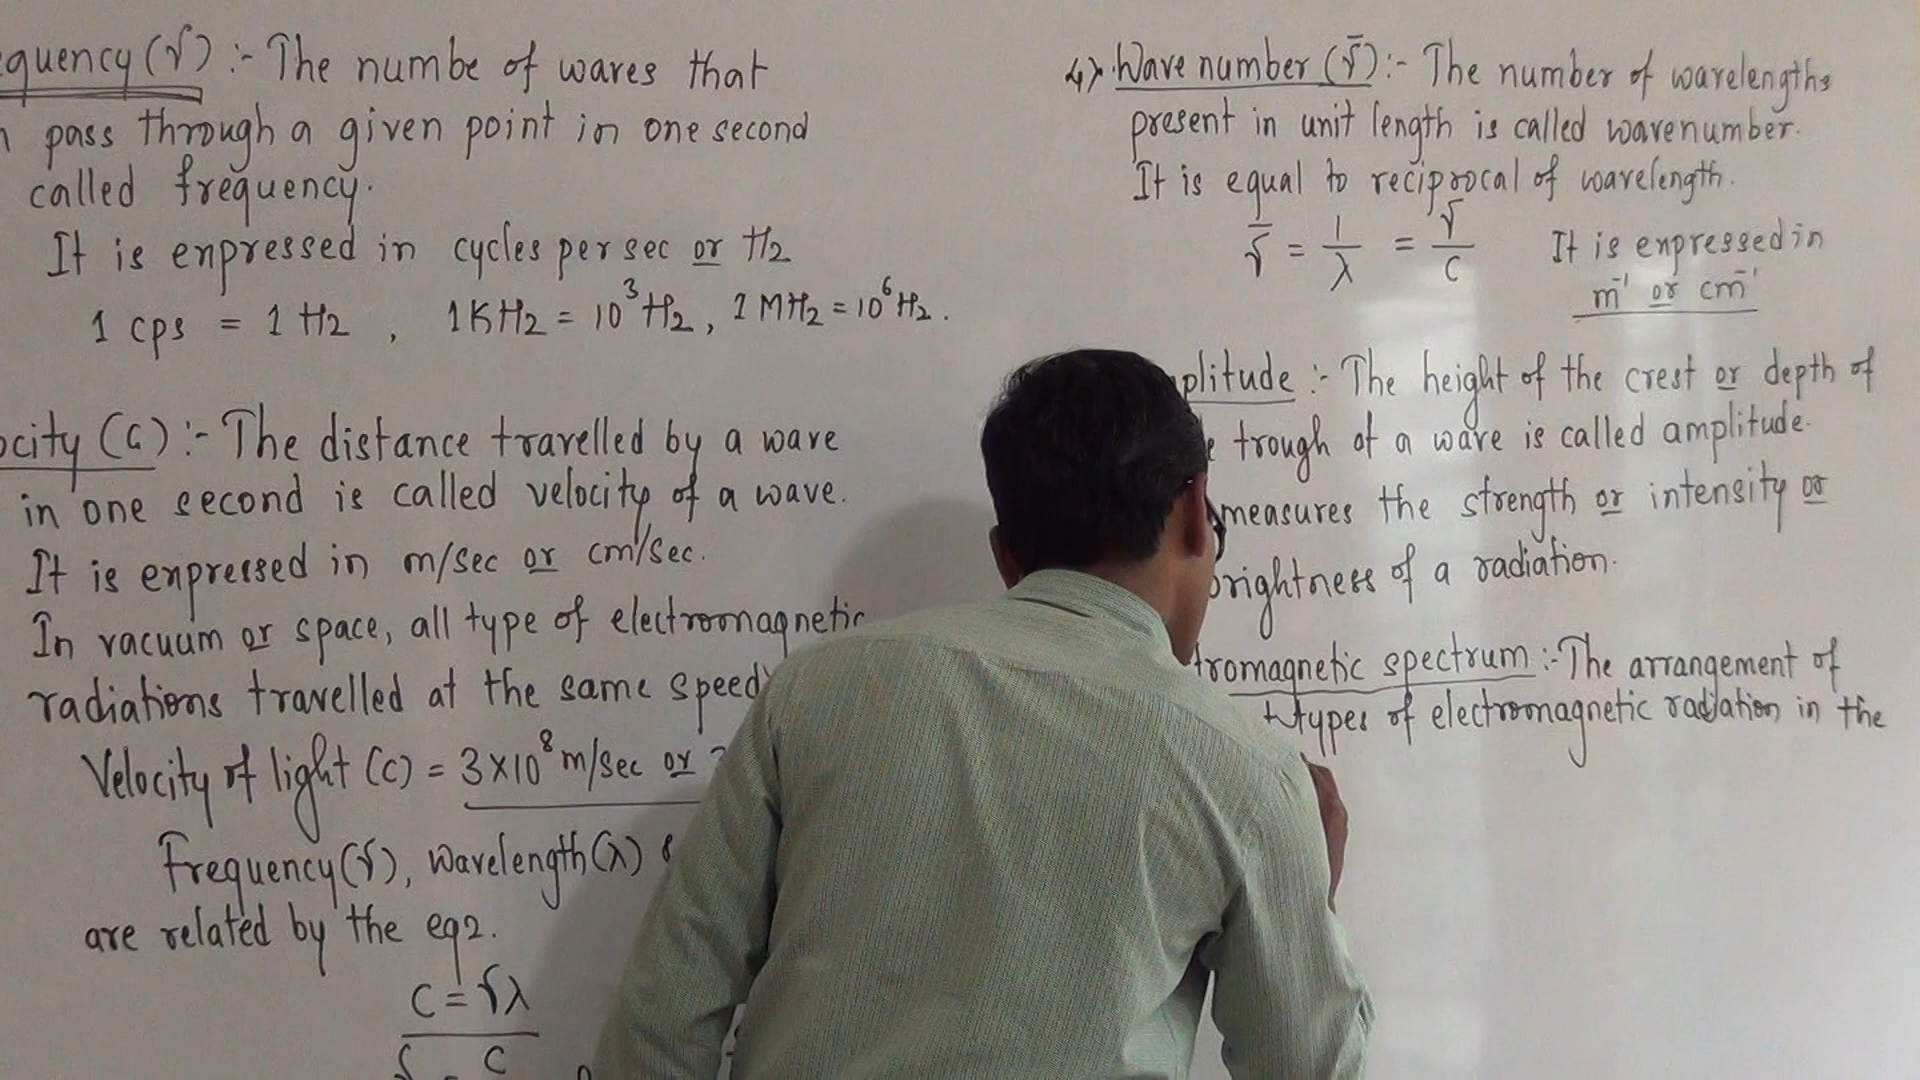 quency (ν) :- The numbe of waves that
pass through a given point in one second
called frequency.
It is expressed in cycles per sec or Hz
1 cps = 1 Hz , 1KHz = 10³ Hz, 1 MHz = 10⁶ Hz.
ocity (C) :- The distance travelled by a wave
in one second is called velocity of a wave.
It is expressed in m/sec or cm/sec.
In vacuum or space, all type of electromagnetic
radiations travelled at the same speed
Velocity of light (C) = 3×10⁸ m/sec or
Frequency (ν), wavelength (λ)
are related by the eqn.
C = νλ
C
4) Wave number (ν̄) :- The number of wavelengths
present in unit length is called wavenumber.
It is equal to reciprocal of wavelength.
ν̄ = 1/λ = ν/C It is expressed in
m⁻¹ or cm⁻¹
plitude :- The height of the crest or depth of
e trough of a wave is called amplitude.
measures the strength or intensity or
brightness of a radiation.
tromagnetic spectrum :- The arrangement of
types of electromagnetic radiation in the